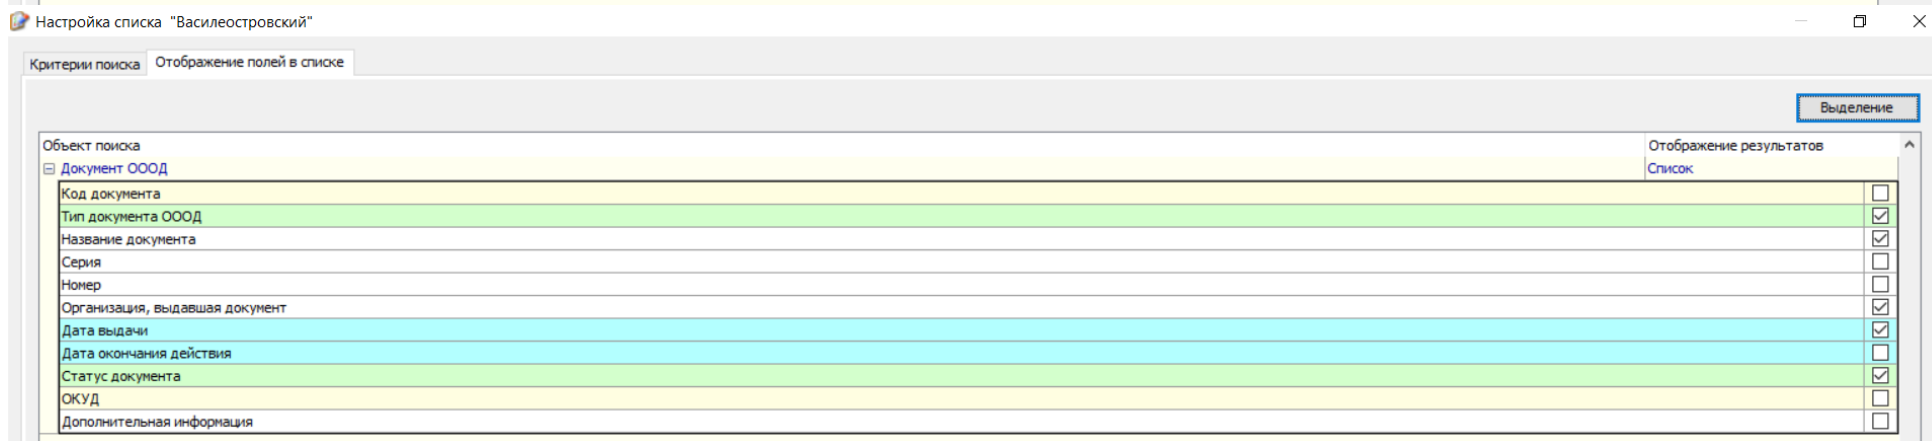 Настройка списка "Василеостровский"
Критерии поиска Отображение полей в списке
Выделение
Объект поиска Отображение результатов
Документ ОООД Список
Код документа
Тип документа ОООД
Название документа
Серия
Номер
Организация, выдавшая документ
Дата выдачи
Дата окончания действия
Статус документа
ОКУД
Дополнительная информация